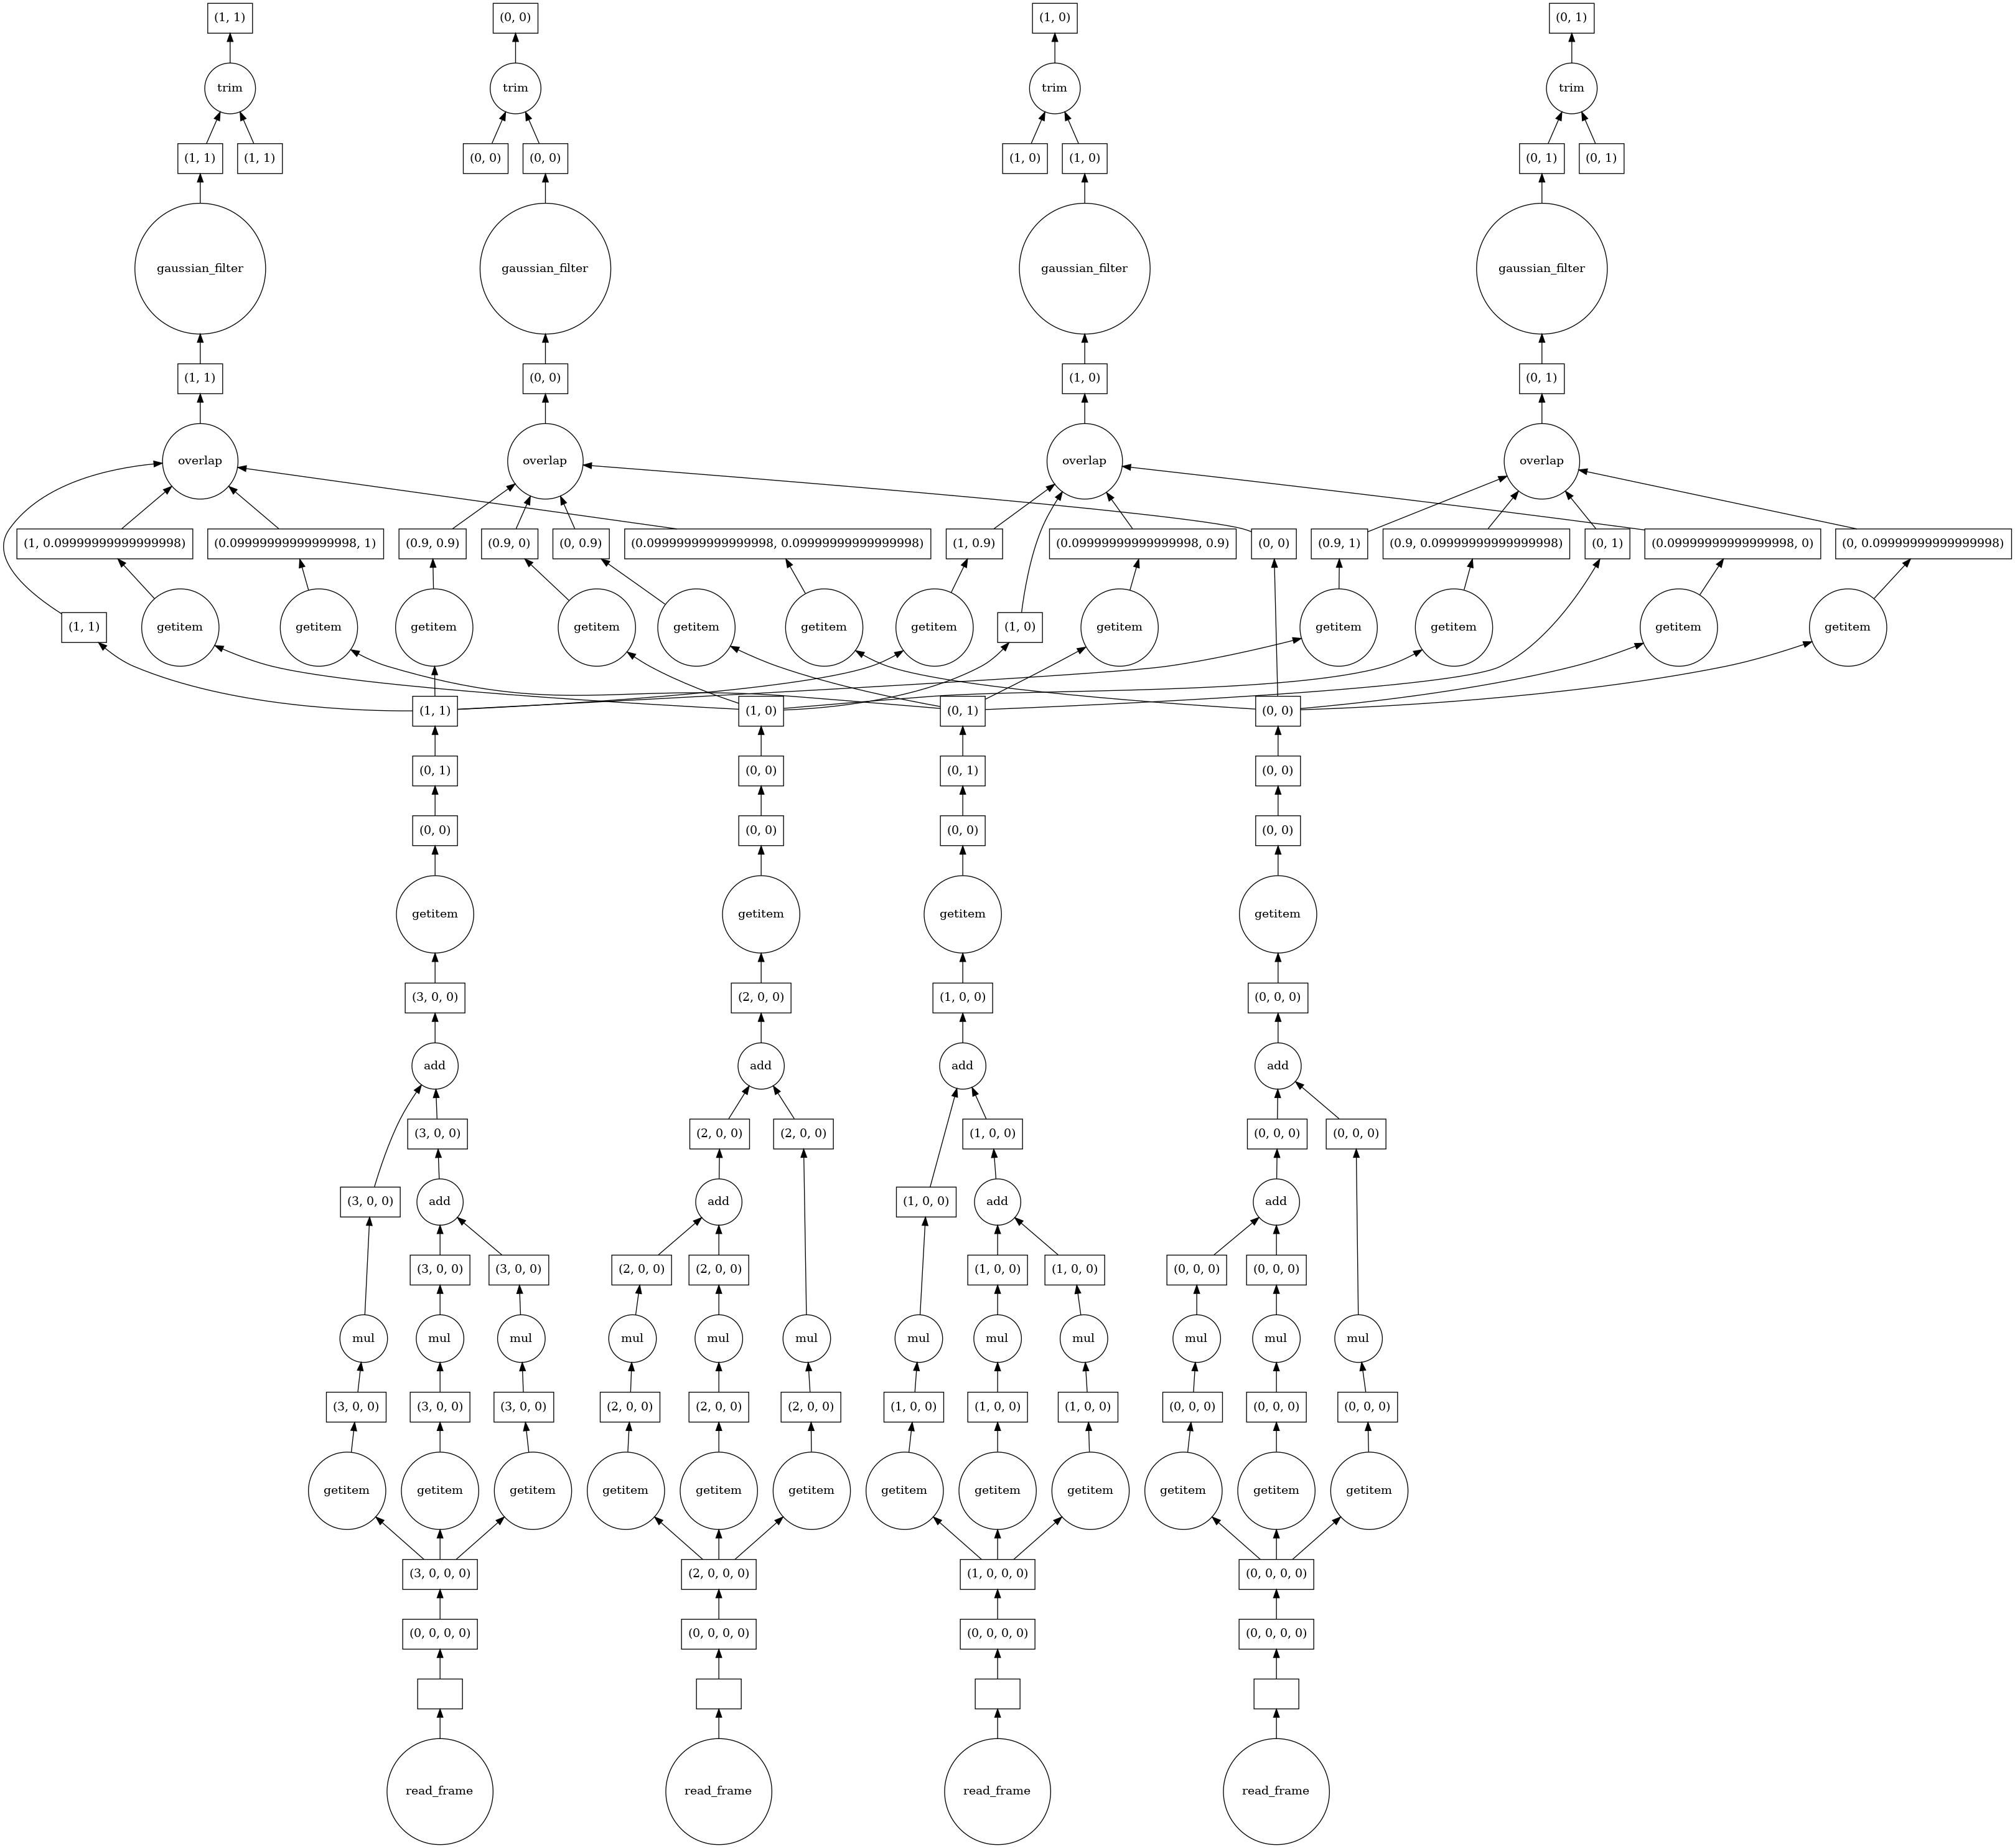 (1, 1) (0, 0) (1, 0) (0, 1)
trim trim trim trim
(1, 1) (1, 1) (0, 0) (0, 0) (1, 0) (1, 0) (0, 1) (0, 1)
gaussian_filter gaussian_filter gaussian_filter gaussian_filter
(1, 1) (0, 0) (1, 0) (0, 1)
overlap overlap overlap overlap
(1, 0.09999999999999998) (0.09999999999999998, 1) (0.9, 0.9) (0.9, 0) (0, 0.9) (0.09999999999999998, 0.09999999999999998) (1, 0.9) (0.09999999999999998, 0.9) (0, 0) (0.9, 1) (0.9, 0.09999999999999998) (0, 1) (0.09999999999999998, 0) (0, 0.09999999999999998)
(1, 1) getitem getitem getitem getitem getitem getitem getitem (1, 0) getitem getitem getitem getitem getitem
(1, 1) (1, 0) (0, 1) (0, 0)
(0, 1) (0, 0) (0, 1) (0, 0)
(0, 0) (0, 0) (0, 0) (0, 0)
getitem getitem getitem getitem
(3, 0, 0) (2, 0, 0) (1, 0, 0) (0, 0, 0)
add add add add
(3, 0, 0) (2, 0, 0) (2, 0, 0) (1, 0, 0) (0, 0, 0) (0, 0, 0)
(3, 0, 0) add add (1, 0, 0) add add
(3, 0, 0) (3, 0, 0) (2, 0, 0) (2, 0, 0) (1, 0, 0) (1, 0, 0) (0, 0, 0) (0, 0, 0)
mul mul mul mul mul mul mul mul mul mul mul mul
(3, 0, 0) (3, 0, 0) (3, 0, 0) (2, 0, 0) (2, 0, 0) (2, 0, 0) (1, 0, 0) (1, 0, 0) (1, 0, 0) (0, 0, 0) (0, 0, 0) (0, 0, 0)
getitem getitem getitem getitem getitem getitem getitem getitem getitem getitem getitem getitem
(3, 0, 0, 0) (2, 0, 0, 0) (1, 0, 0, 0) (0, 0, 0, 0)
(0, 0, 0, 0) (0, 0, 0, 0) (0, 0, 0, 0) (0, 0, 0, 0)
read_frame read_frame read_frame read_frame